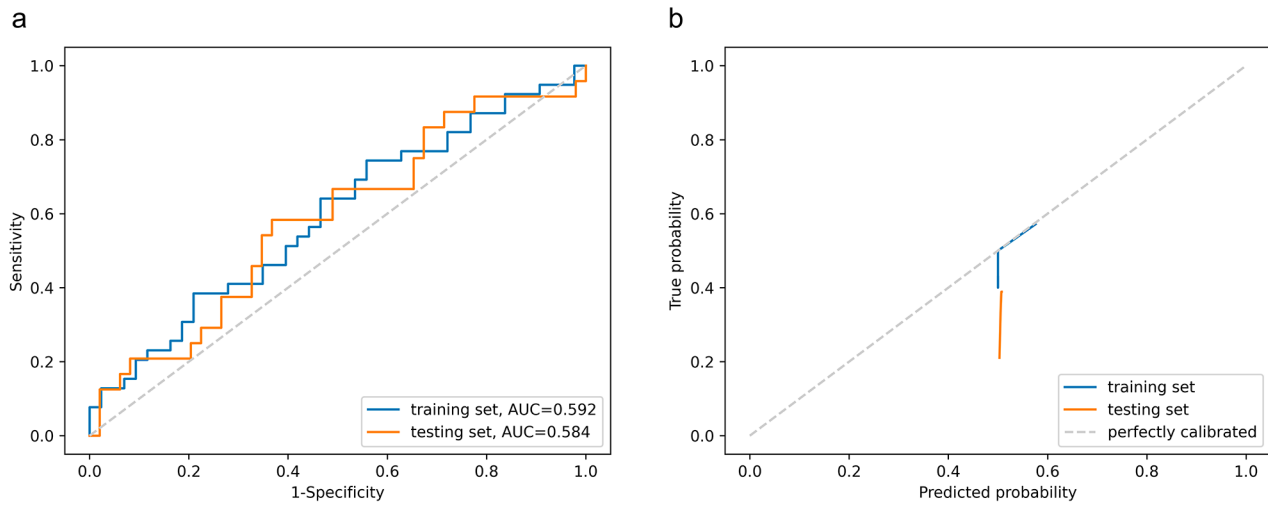 a
1.0
0.8
0.6
0.4
0.2
0.0
Sensitivity
0.0 0.2 0.4 0.6 0.8 1.0
1-Specificity
training set, AUC=0.592
testing set, AUC=0.584
b
1.0
0.8
0.6
0.4
0.2
0.0
True probability
0.0 0.2 0.4 0.6 0.8 1.0
Predicted probability
training set
testing set
perfectly calibrated